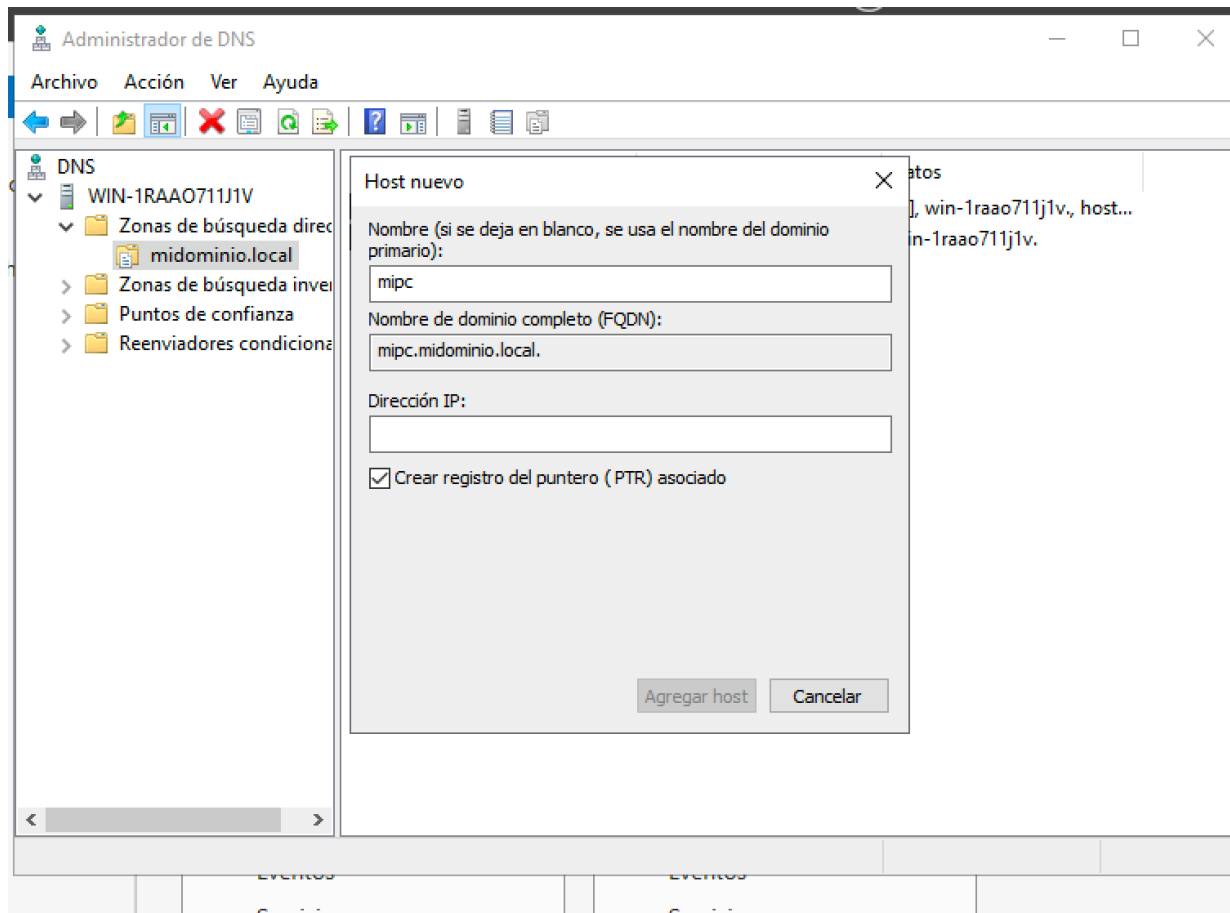 Administrador de DNS
Archivo Acción Ver Ayuda
DNS
WIN-1RAAO711J1V
Zonas de búsqueda direc
midominio.local
Zonas de búsqueda inver
Puntos de confianza
Reenviadores condiciona
Host nuevo
Nombre (si se deja en blanco, se usa el nombre del dominio
primario):
mipc
Nombre de dominio completo (FQDN):
mipc.midominio.local.
Dirección IP:
Crear registro del puntero (PTR) asociado
Agregar host Cancelar
atos
], win-1raao711j1v., host...
in-1raao711j1v.
Eventos Eventos